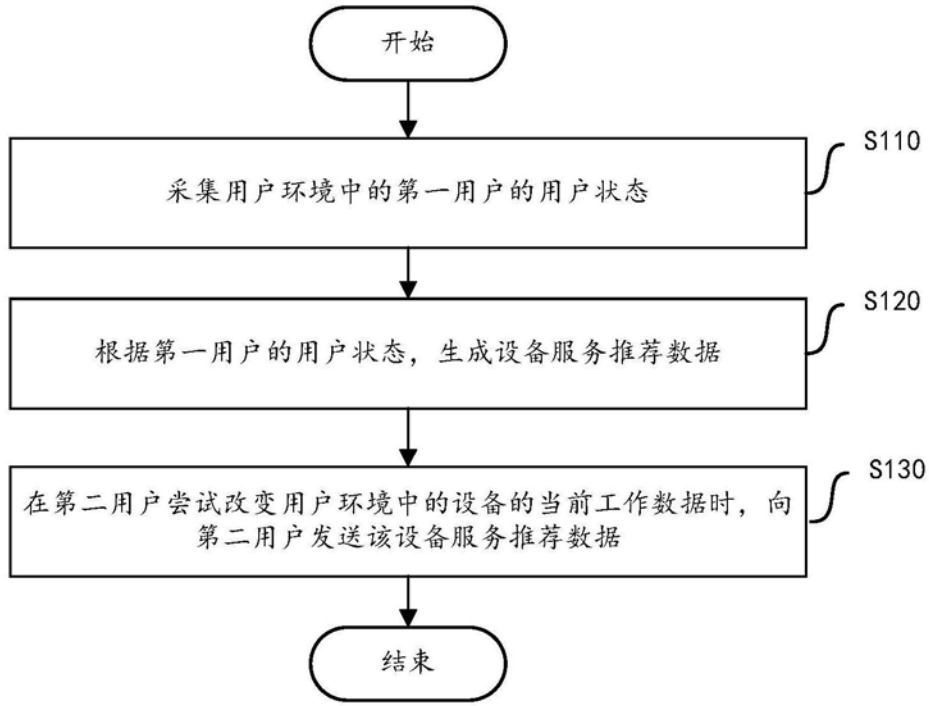 开始
S110
采集用户环境中的第一用户的用户状态
S120
根据第一用户的用户状态，生成设备服务推荐数据
S130
在第二用户尝试改变用户环境中的设备的当前工作数据时，向
第二用户发送该设备服务推荐数据
结束